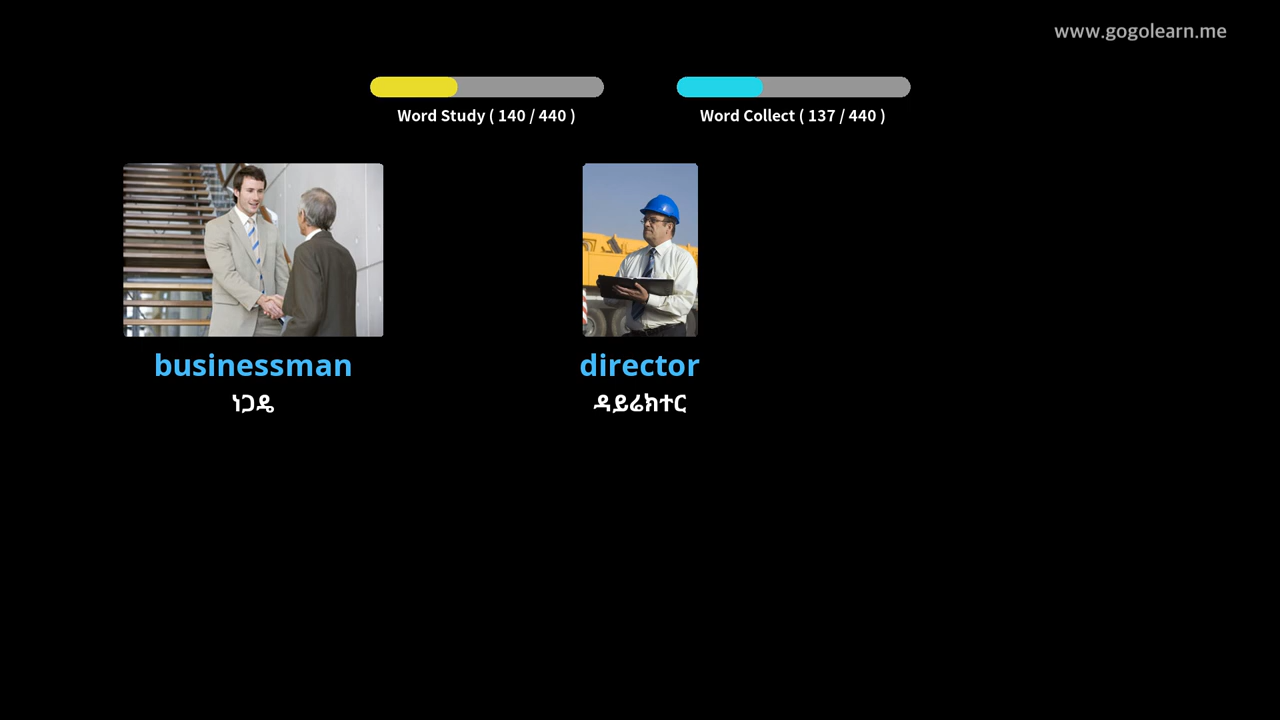 www.gogolearn.me
Word Study ( 140 / 440 )
Word Collect ( 137 / 440 )
businessman
ነጋዴ
director
ዳይሬክተር